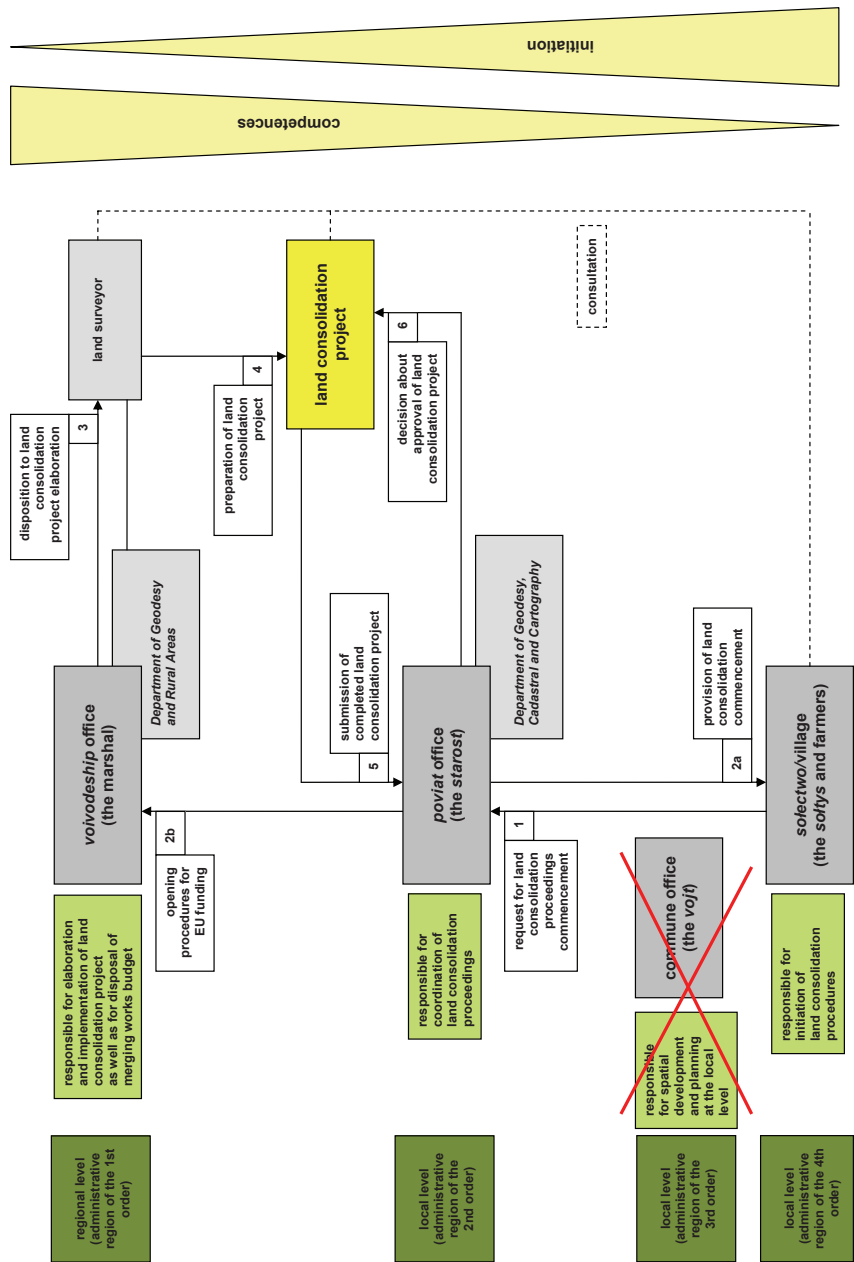 regional level
(administrative
region of the 1st
order)
responsible for elaboration
and implementation of land
consolidation project
as well as for disposal of
merging works budget
voivodeship office
(the marshal)
Department of Geodesy
and Rural Areas
disposition to land
consolidation
project elaboration
3
land surveyor
2b
opening
procedures for
EU funding
preparation of land
consolidation
project
4
land consolidation
project
submission of
completed land
consolidation project
5
6
decision about
approval of land
consolidation project
local level
(administrative
region of the
2nd order)
responsible for
coordination of
land consolidation
proceedings
poviat office
(the starost)
Department of Geodesy,
Cadastral and Cartography
1
request for land
consolidation
proceedings
commencement
provision of land
consolidation
commencement
2a
consultation
local level
(administrative
region of the
3rd order)
responsible
for spatial
development
and planning
at the local
level
commune office
(the vojt)
local level
(administrative
region of the 4th
order)
responsible for
initiation of
land consolidation
procedures
sołectwo/village
(the sołtys and farmers)
competences
initiation